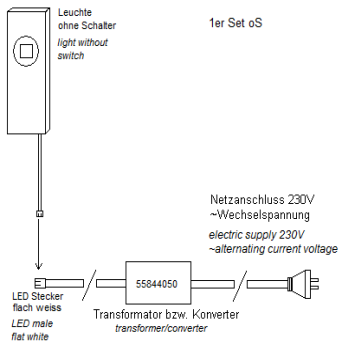 Leuchte
ohne Schalter
light without
switch
1er Set oS
Netzanschluss 230V
~Wechselspannung
electric supply 230V
~alternating current voltage
55844050
LED Stecker
flach weiss
LED male
flat white
Transformator bzw. Konverter
transformer/converter